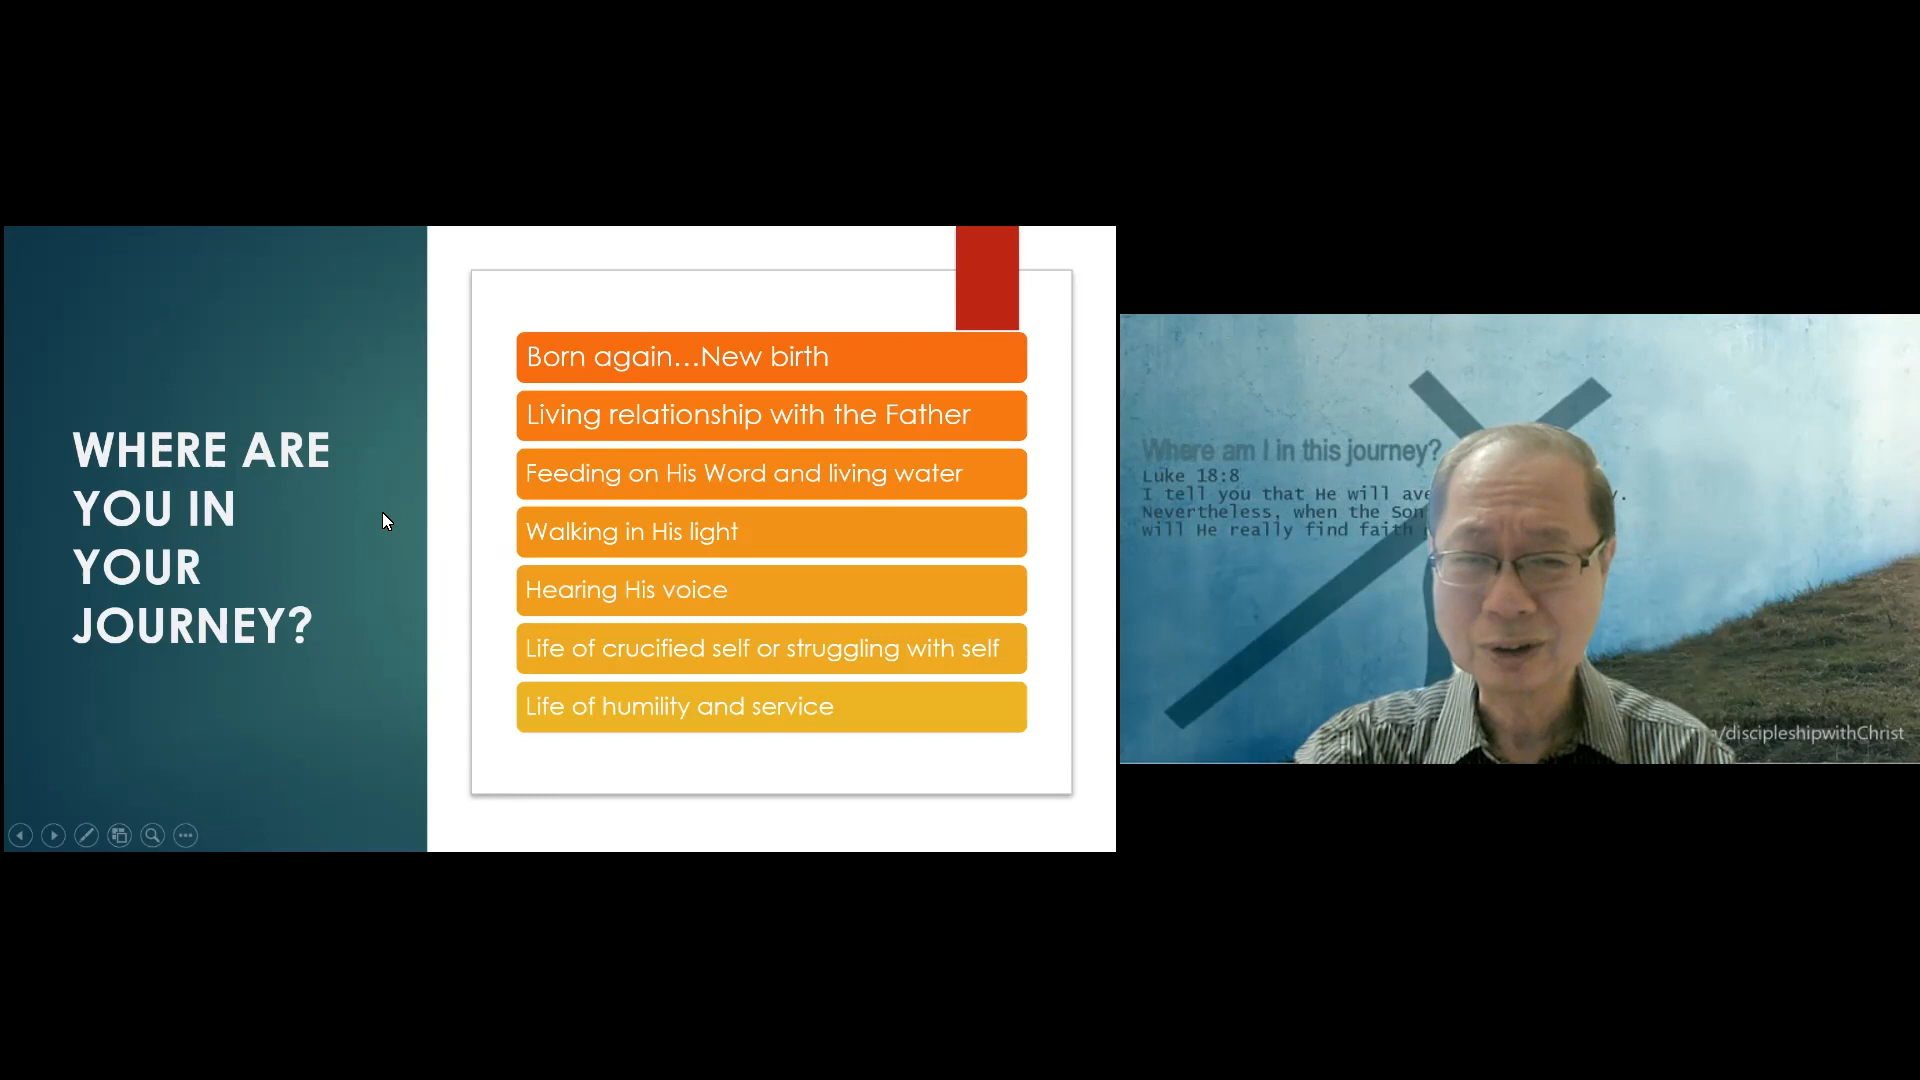 WHERE ARE
YOU IN
YOUR
JOURNEY?
Born again...New birth
Living relationship with the Father
Feeding on His Word and living water
Walking in His light
Hearing His voice
Life of crucified self or struggling with self
Life of humility and service
Where am I in this journey?
Luke 18:8
I tell you that He will
Nevertheless, when the Son
will He really find faith
/discipleshipwithChrist